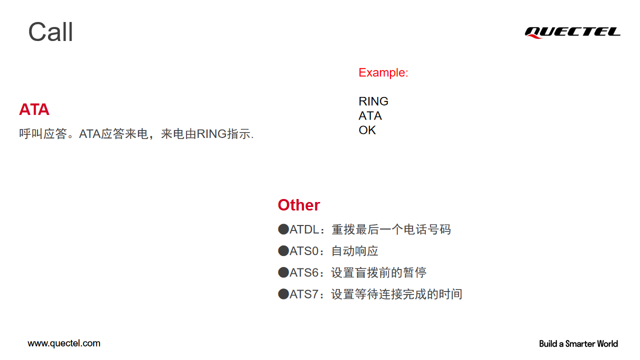 Call
QUECTEL
Example:
RING
ATA
OK
ATA
呼叫应答。ATA应答来电，来电由RING指示.
Other
●ATDL：重拨最后一个电话号码
●ATS0：自动响应
●ATS6：设置盲拨前的暂停
●ATS7：设置等待连接完成的时间
www.quectel.com
Build a Smarter World